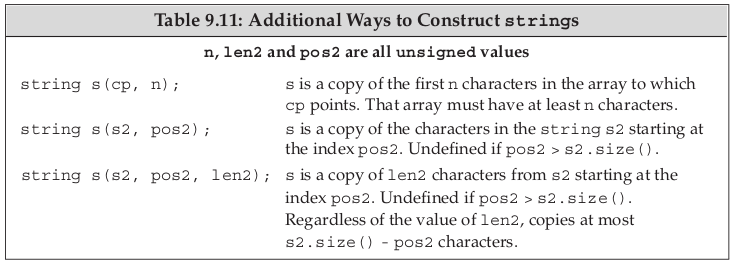 Table 9.11: Additional Ways to Construct strings
n, len2 and pos2 are all unsigned values
string s(cp, n); s is a copy of the first n characters in the array to which
cp points. That array must have at least n characters.
string s(s2, pos2); s is a copy of the characters in the string s2 starting at
the index pos2. Undefined if pos2 > s2.size().
string s(s2, pos2, len2); s is a copy of len2 characters from s2 starting at the
index pos2. Undefined if pos2 > s2.size().
Regardless of the value of len2, copies at most
s2.size() - pos2 characters.